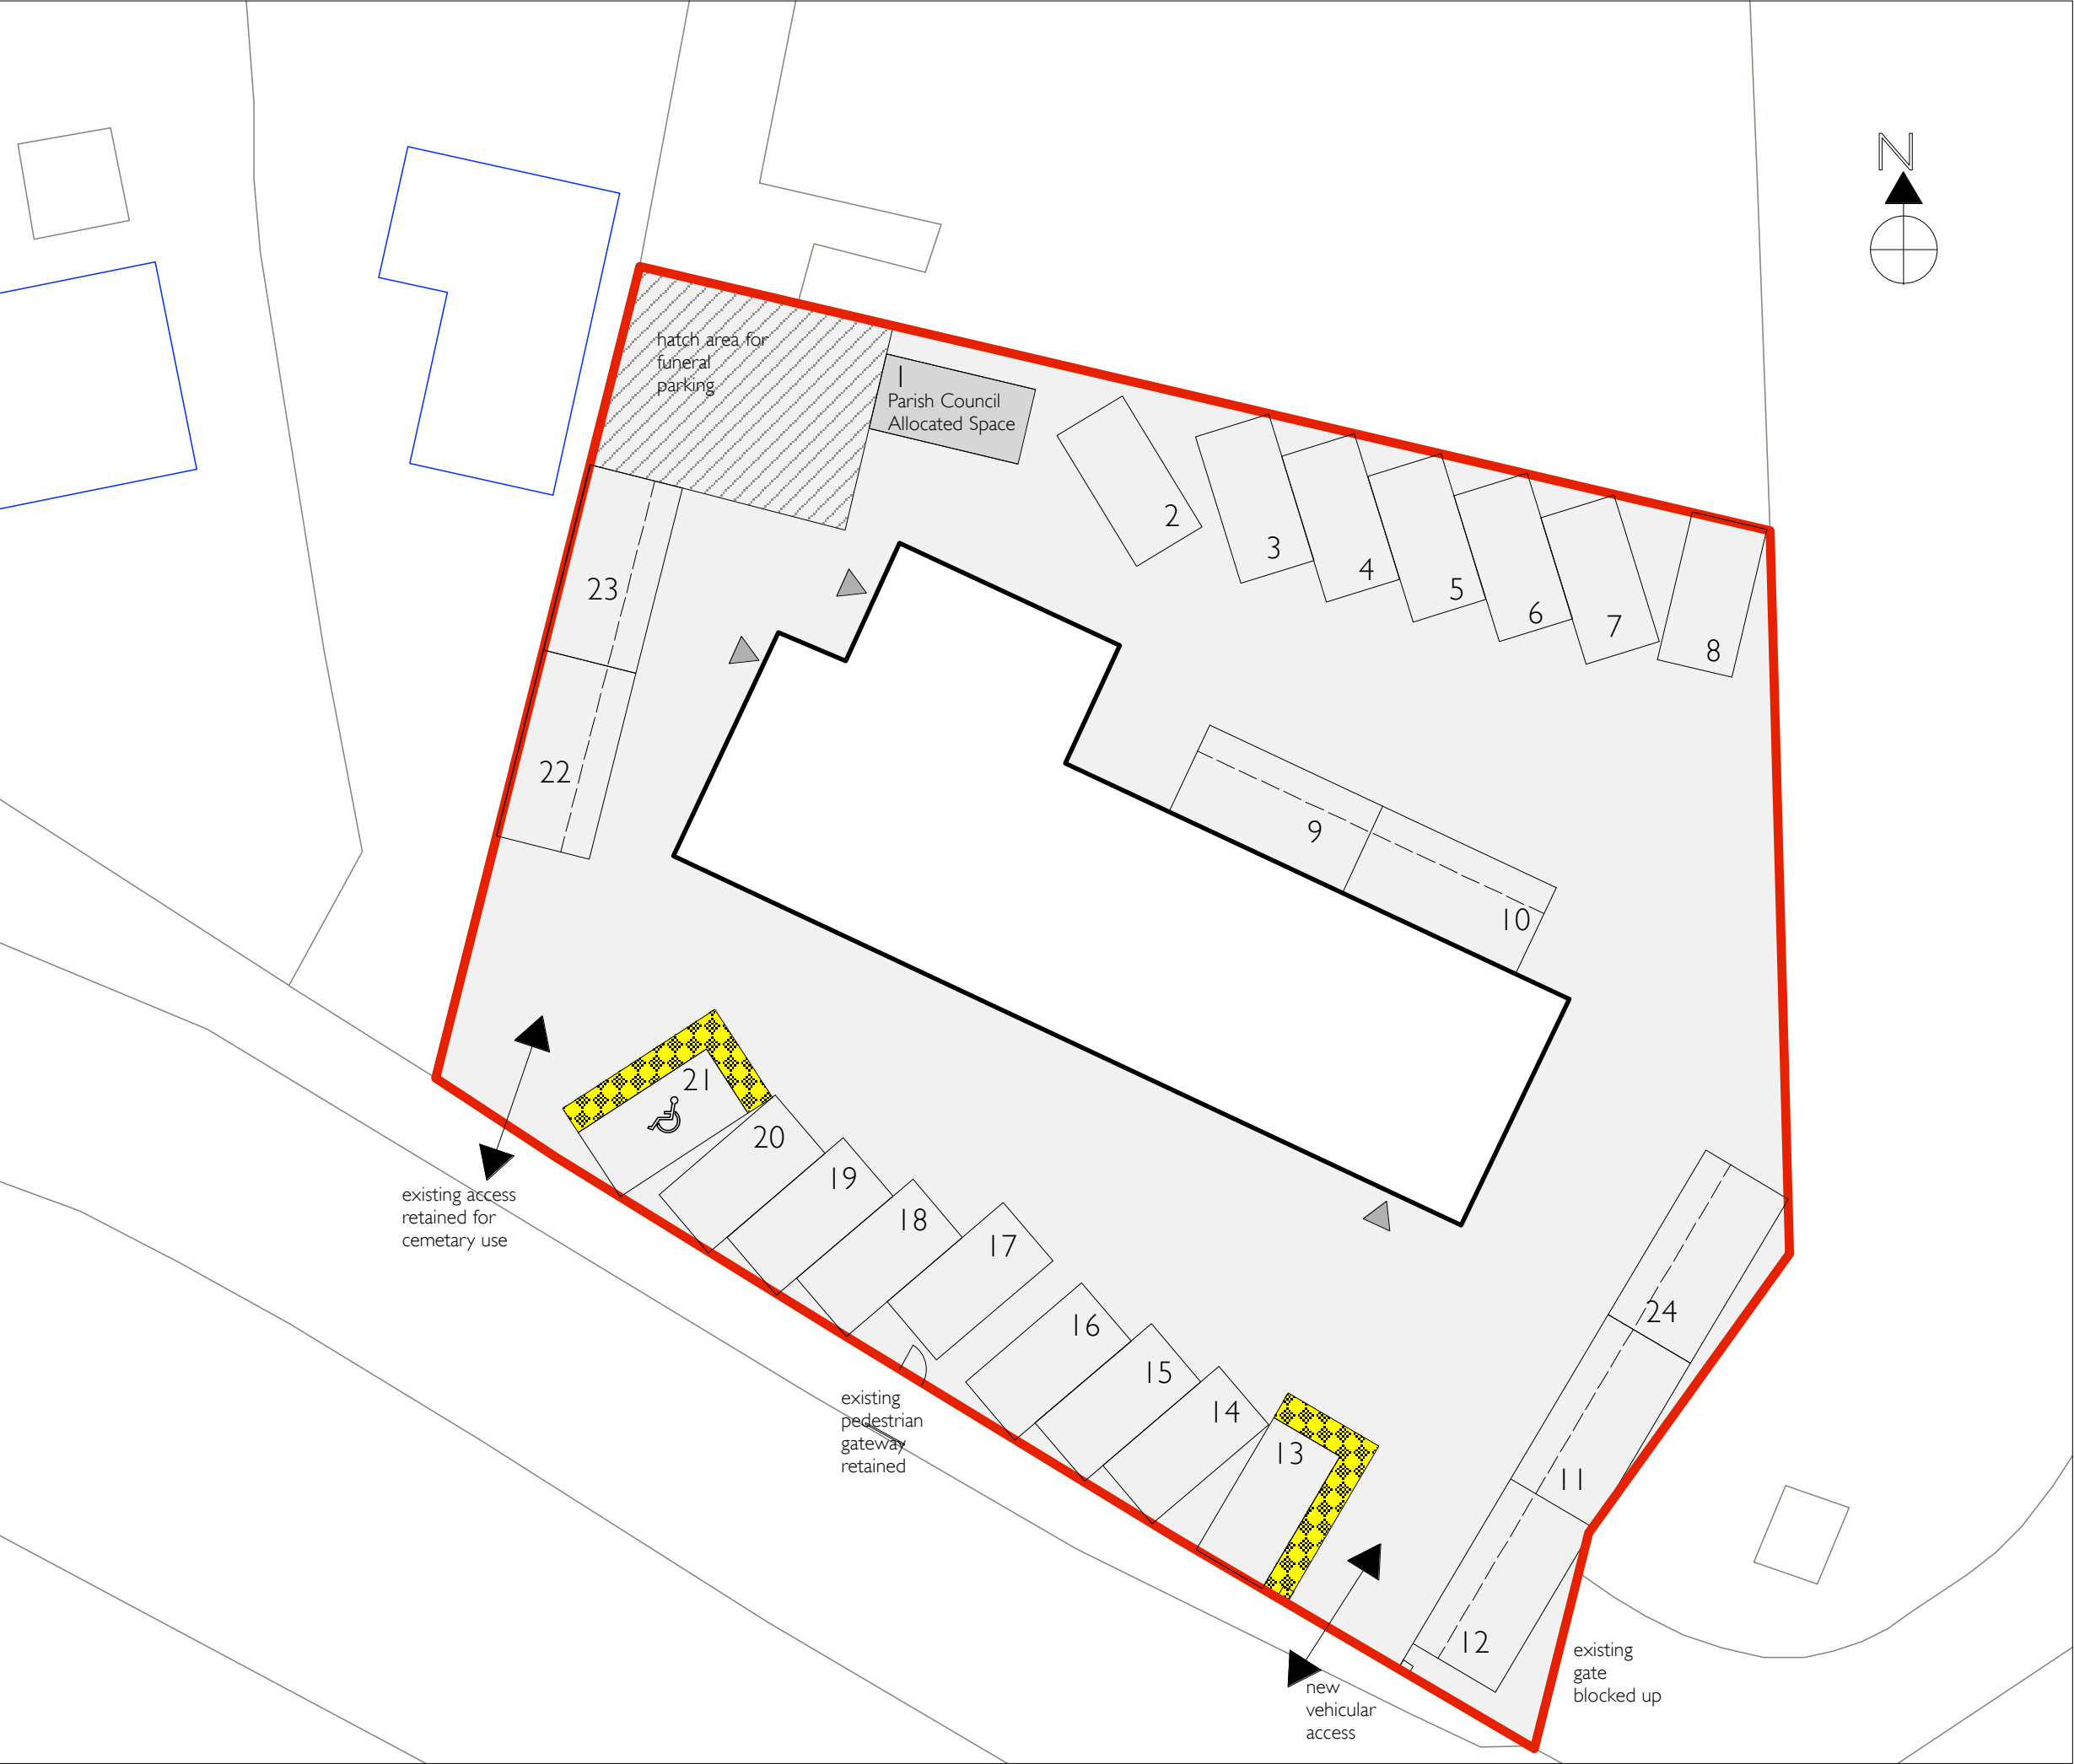 N
hatch area for
funeral
parking
1
Parish Council
Allocated Space
2
3
4
5
6
7
8
23
22
9
10
21
20
19
18
17
16
15
14
13
24
11
12
existing access
retained for
cemetary use
existing
pedestrian
gateway
retained
new
vehicular
access
existing
gate
blocked up